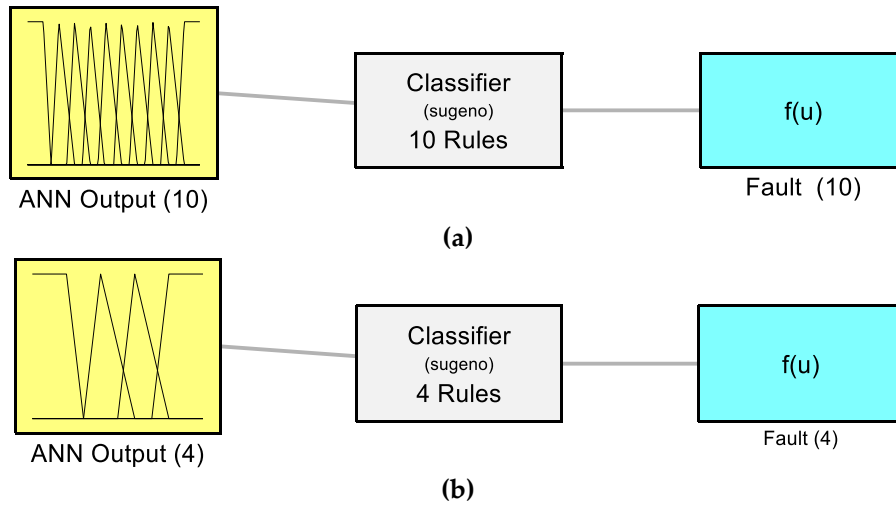 Classifier
(sugeno)
10 Rules
f(u)
ANN Output (10)
Fault (10)
(a)
Classifier
(sugeno)
4 Rules
f(u)
ANN Output (4)
Fault (4)
(b)